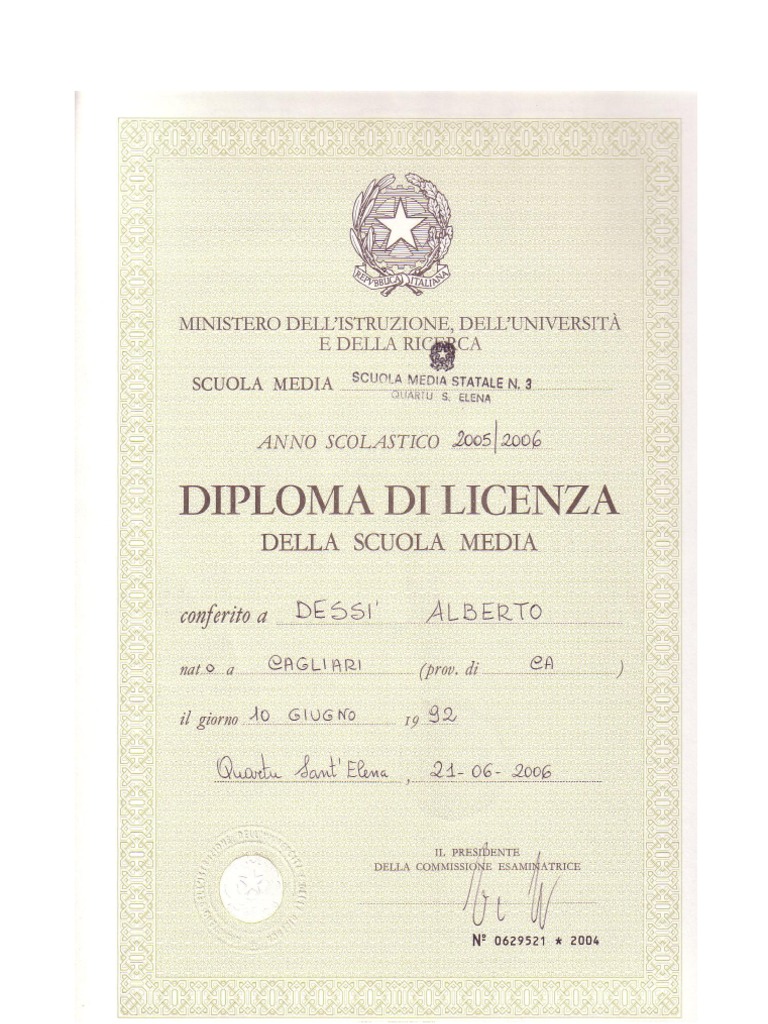 REPVBBLICA ITALIANA
MINISTERO DELL'ISTRUZIONE, DELL'UNIVERSITÀ
E DELLA RICERCA
SCUOLA MEDIA SCUOLA MEDIA STATALE N. 3
QUARTU S. ELENA
ANNO SCOLASTICO 2005/2006
DIPLOMA DI LICENZA
DELLA SCUOLA MEDIA
conferito a DESSI' ALBERTO
nato a CAGLIARI (prov. di CA )
il giorno 10 GIUGNO 1992
Quartu Sant'Elena, 21-06-2006
IL PRESIDENTE
DELLA COMMISSIONE ESAMINATRICE
Nº 0629521 * 2004